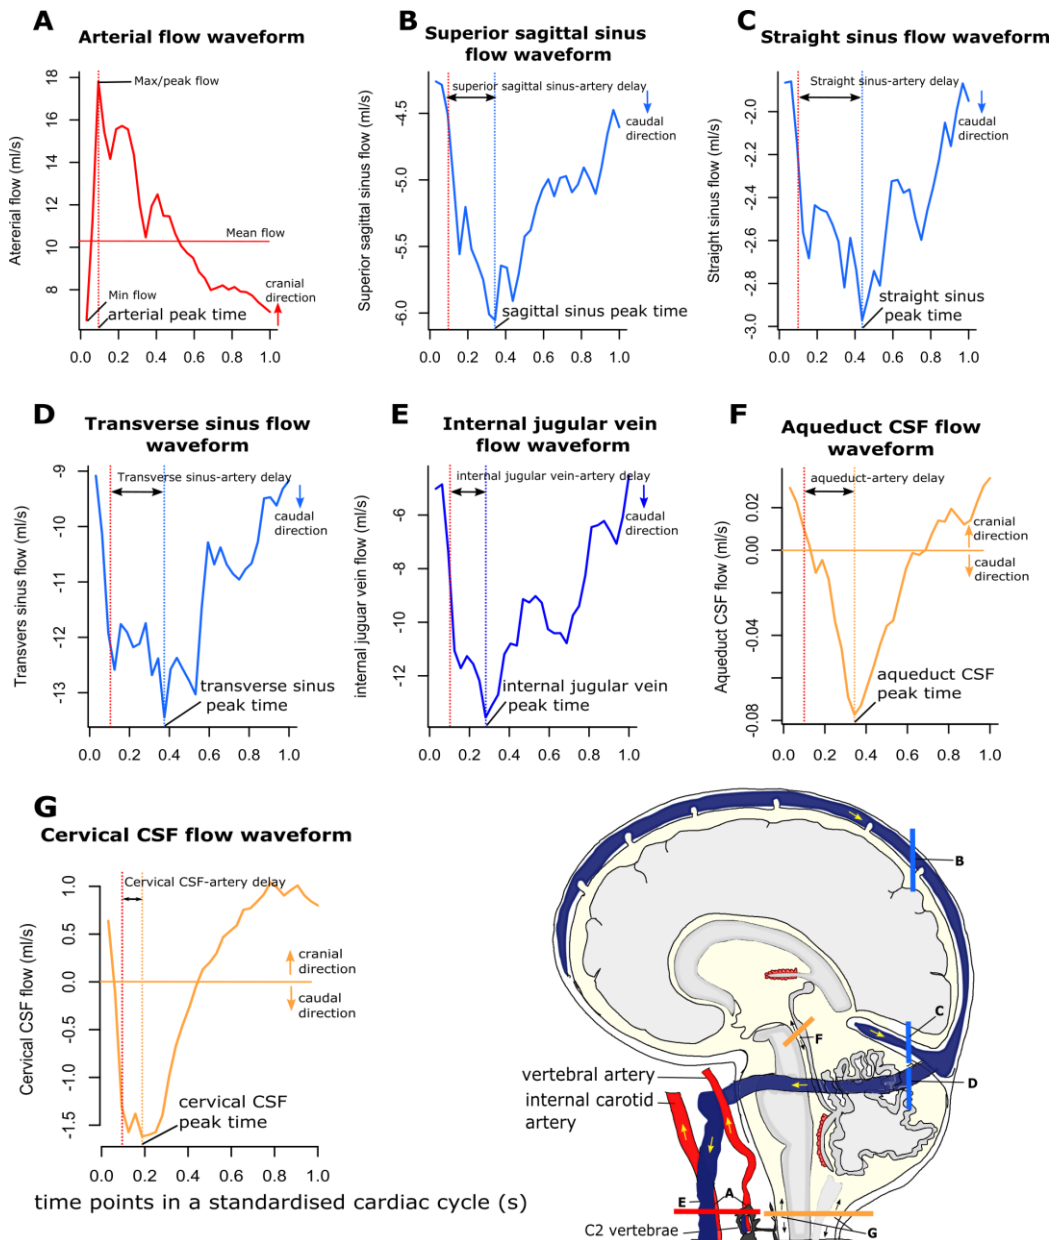 A
Arterial flow waveform
Atererial flow (ml/s)
18
16
14
12
10
8
Max/peak flow
Mean flow
Min flow
arterial peak time
cranial
direction
0.0 0.2 0.4 0.6 0.8 1.0
B
Superior sagittal sinus
flow waveform
Superior sagittal sinus flow (ml/s)
-4.5
-5.0
-5.5
-6.0
superior sagittal sinus-artery delay
caudal
direction
sagittal sinus peak time
0.0 0.2 0.4 0.6 0.8 1.0
C
Straight sinus flow waveform
Straight sinus flow (ml/s)
-2.0
-2.2
-2.4
-2.6
-2.8
-3.0
Straight sinus-artery delay
caudal
direction
straight sinus
peak time
0.0 0.2 0.4 0.6 0.8 1.0
D
Transverse sinus flow
waveform
Transvers sinus flow (ml/s)
-9
-10
-11
-12
-13
Transverse sinus-artery delay
caudal
direction
transverse sinus
peak time
0.0 0.2 0.4 0.6 0.8 1.0
E
Internal jugular vein
flow waveform
internal juguar vein flow (ml/s)
-6
-8
-10
-12
internal jugular vein-artery delay
caudal
direction
internal jugular vein
peak time
0.0 0.2 0.4 0.6 0.8 1.0
F
Aqueduct CSF flow
waveform
Aqueduct CSF flow (ml/s)
0.02
0.00
-0.04
-0.08
aqueduct-artery delay
cranial
direction
caudal
direction
aqueduct CSF
peak time
0.0 0.2 0.4 0.6 0.8 1.0
G
Cervical CSF flow waveform
Cervical CSF flow (ml/s)
1.0
0.5
0.0
-0.5
-1.0
-1.5
Cervical CSF-artery delay
cranial
direction
caudal
direction
cervical CSF
peak time
0.0 0.2 0.4 0.6 0.8 1.0
time points in a standardised cardiac cycle (s)
B
C
F
D
vertebral artery
internal carotid
artery
E
A
C2 vertebrae
G